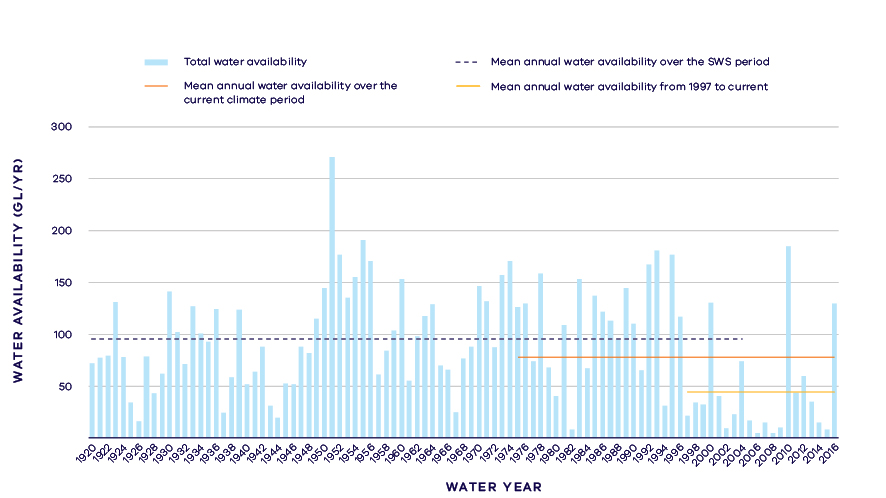 Total water availability
Mean annual water availability over the SWS period
Mean annual water availability over the
current climate period
Mean annual water availability from 1997 to current
WATER AVAILABILITY (GL/YR)
300
250
200
150
100
50
1920 1922 1924 1926 1928 1930 1932 1934 1936 1938 1940 1942 1944 1946 1948 1950 1952 1954 1956 1958 1960 1962 1964 1966 1968 1970 1972 1974 1976 1978 1980 1982 1984 1986 1988 1990 1992 1994 1996 1998 2000 2002 2004 2006 2008 2010 2012 2014 2016
WATER YEAR